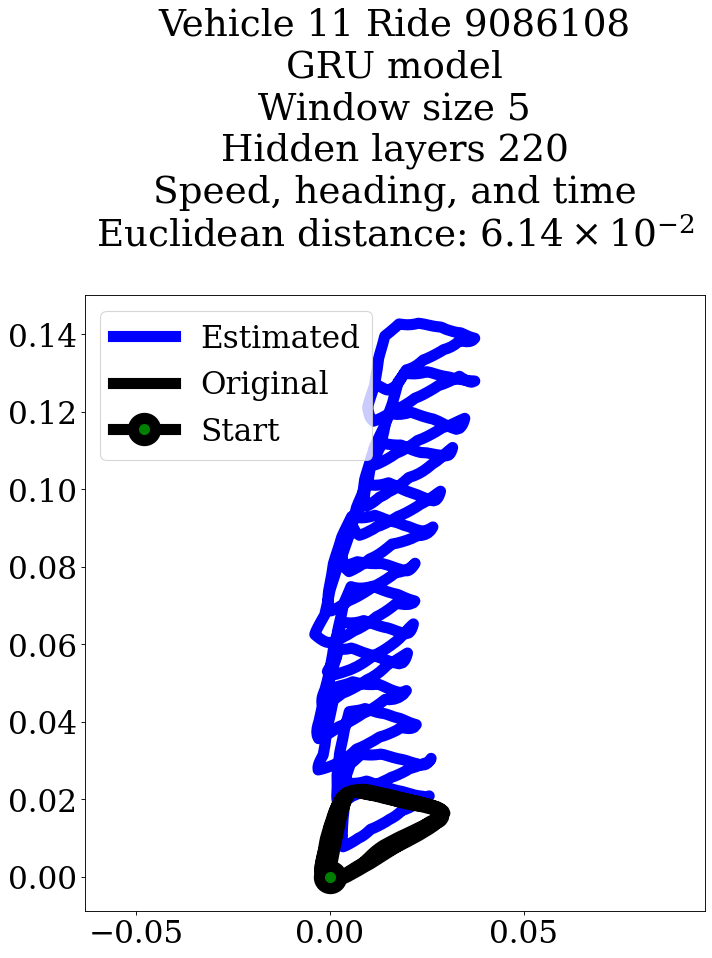 Vehicle 11 Ride 9086108
GRU model
Window size 5
Hidden layers 220
Speed, heading, and time
Euclidean distance: 6.14 × 10⁻²
Estimated
Original
Start
0.14
0.12
0.10
0.08
0.06
0.04
0.02
0.00
−0.05 0.00 0.05